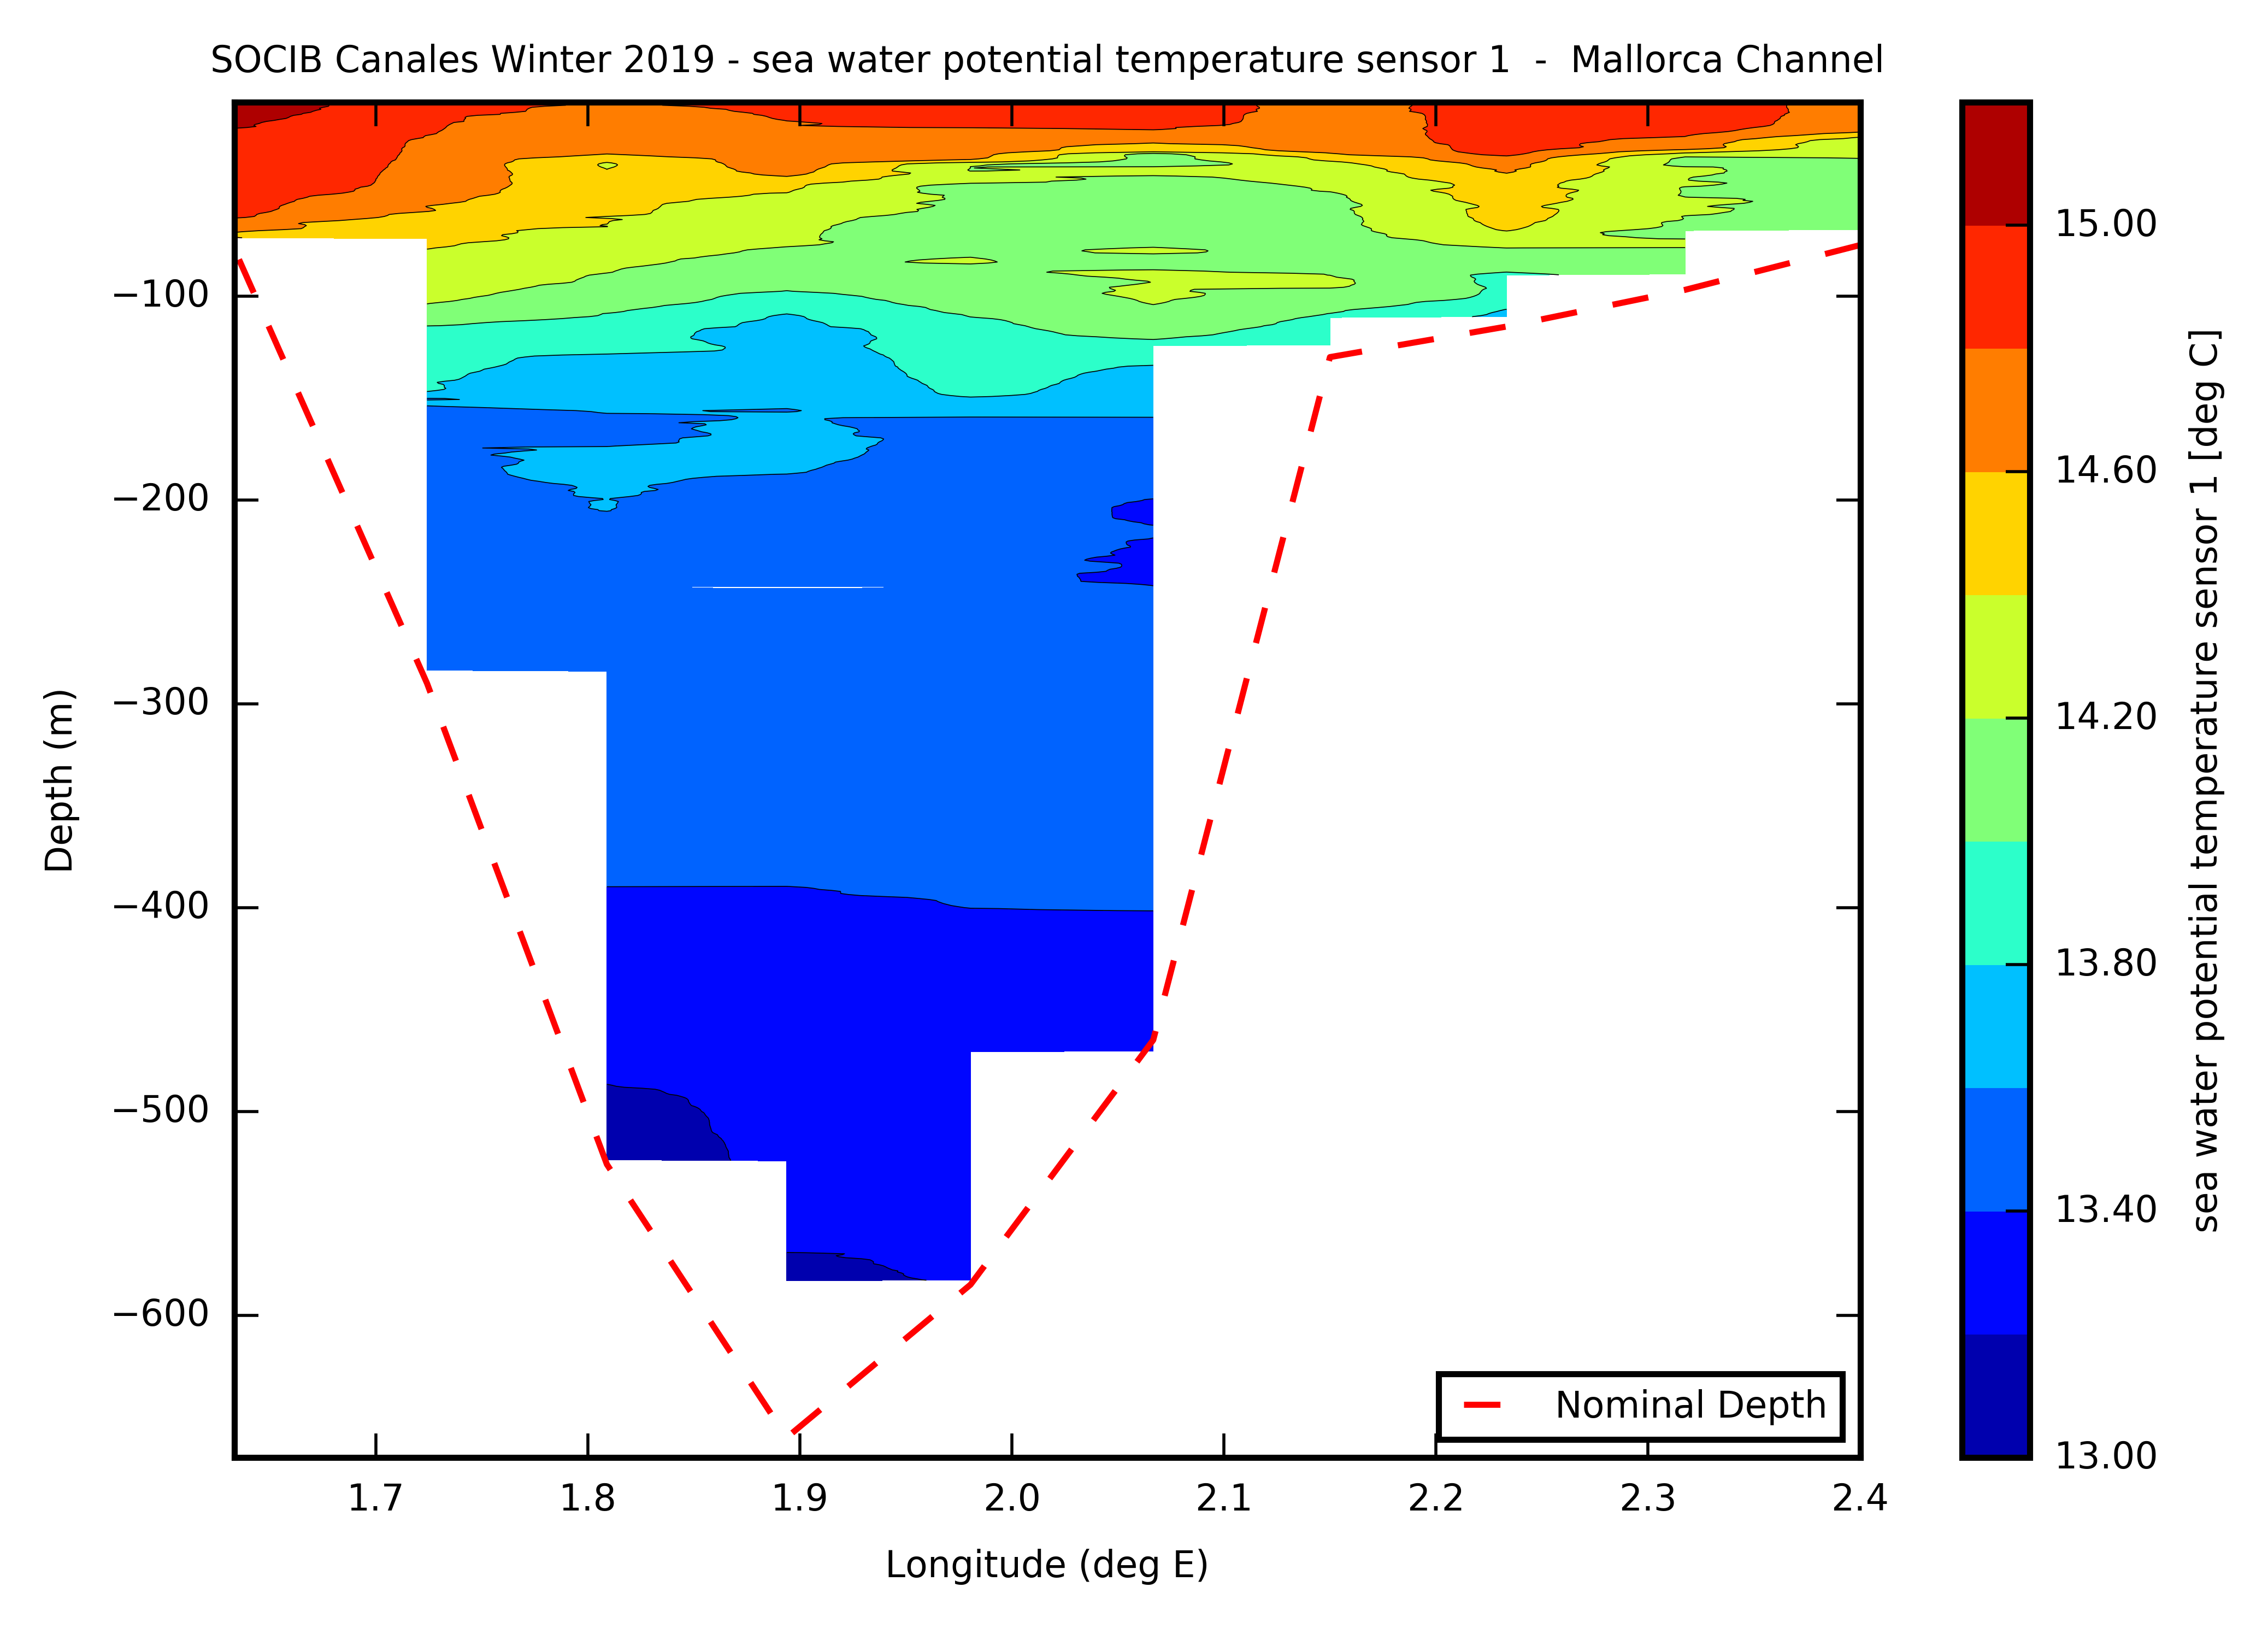 SOCIB Canales Winter 2019 - sea water potential temperature sensor 1 - Mallorca Channel
Depth (m)
−100
−200
−300
−400
−500
−600
1.7 1.8 1.9 2.0 2.1 2.2 2.3 2.4
Longitude (deg E)
Nominal Depth
15.00
14.60
14.20
13.80
13.40
13.00
sea water potential temperature sensor 1 [deg C]